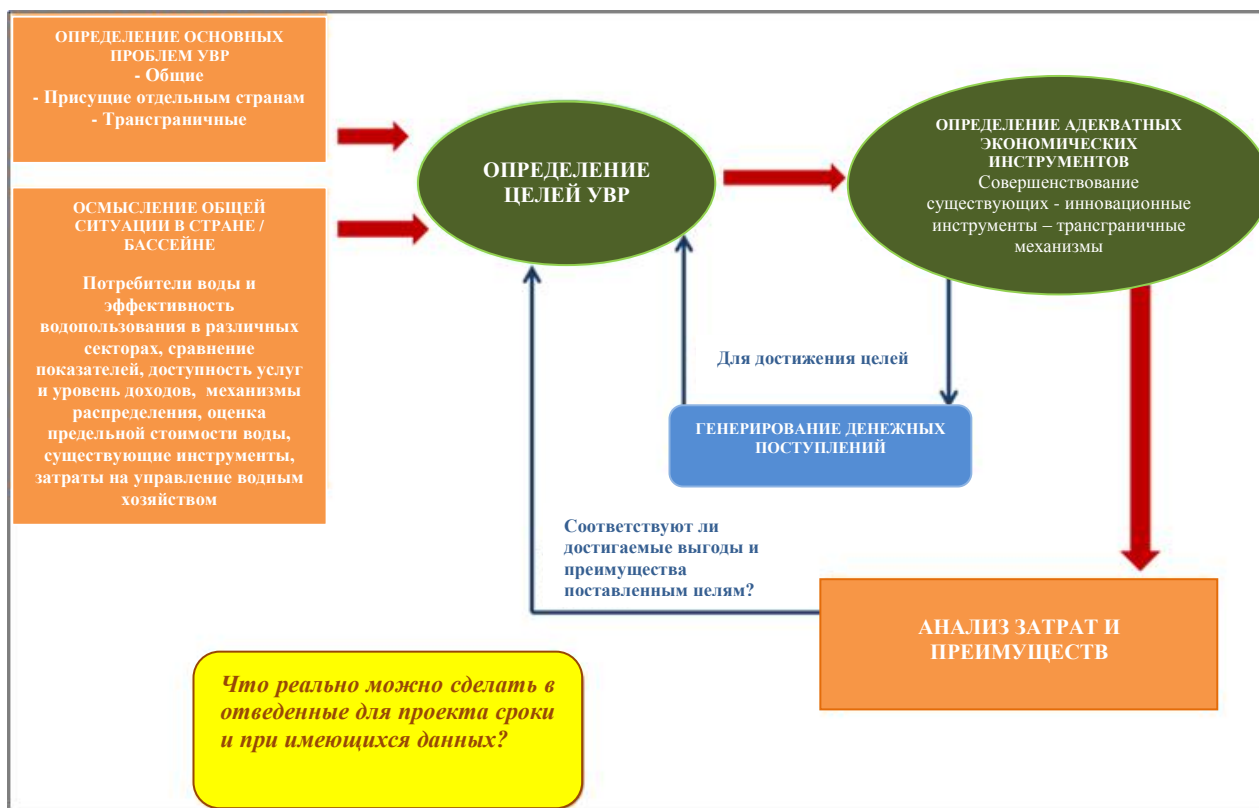 ОПРЕДЕЛЕНИЕ ОСНОВНЫХ
ПРОБЛЕМ УВР
- Общие
- Присущие отдельным странам
- Трансграничные
ОСМЫСЛЕНИЕ ОБЩЕЙ
СИТУАЦИИ В СТРАНЕ /
БАССЕЙНЕ
Потребители воды и
эффективность
водопользования в различных
секторах, сравнение
показателей, доступность услуг
и уровень доходов, механизмы
распределения, оценка
предельной стоимости воды,
существующие инструменты,
затраты на управление водным
хозяйством
ОПРЕДЕЛЕНИЕ
ЦЕЛЕЙ УВР
ОПРЕДЕЛЕНИЕ АДЕКВАТНЫХ
ЭКОНОМИЧЕСКИХ
ИНСТРУМЕНТОВ
Совершенствование
существующих - инновационные
инструменты – трансграничные
механизмы
Для достижения целей
ГЕНЕРИРОВАНИЕ ДЕНЕЖНЫХ
ПОСТУПЛЕНИЙ
Соответствуют ли
достигаемые выгоды и
преимущества
поставленным целям?
АНАЛИЗ ЗАТРАТ И
ПРЕИМУЩЕСТВ
Что реально можно сделать в
отведенные для проекта сроки
и при имеющихся данных?